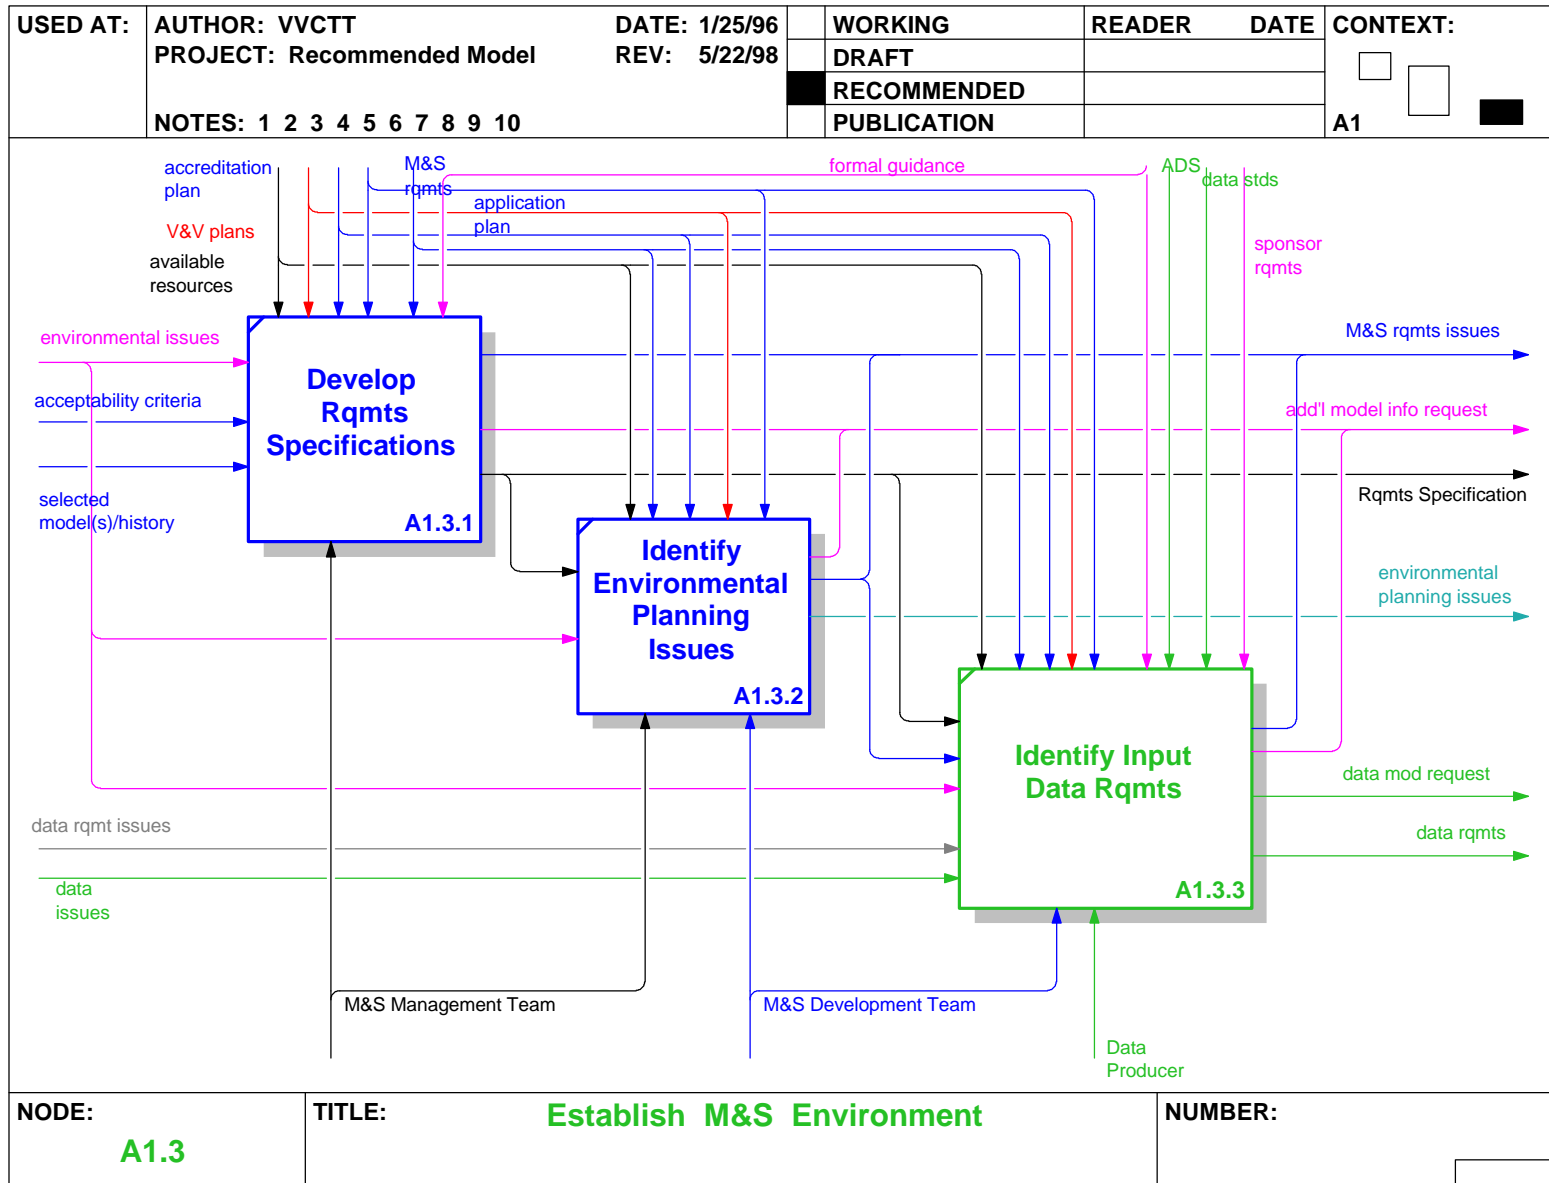 USED AT:
AUTHOR: VVCTT
DATE: 1/25/96
PROJECT: Recommended Model
REV: 5/22/98
NOTES: 1 2 3 4 5 6 7 8 9 10
WORKING
DRAFT
RECOMMENDED
PUBLICATION
READER
DATE
CONTEXT:
A1
accreditation
plan
M&S
rqmts
formal guidance
ADS
data stds
V&V plans
application
plan
available
resources
sponsor
rqmts
environmental issues
acceptability criteria
selected
model(s)/history
Develop
Rqmts
Specifications
A1.3.1
M&S rqmts issues
add'l model info request
Rqmts Specification
Identify
Environmental
Planning
Issues
A1.3.2
environmental
planning issues
Identify Input
Data Rqmts
A1.3.3
data mod request
data rqmts
data rqmt issues
data
issues
M&S Management Team
M&S Development Team
Data
Producer
NODE:
A1.3
TITLE:
Establish M&S Environment
NUMBER: